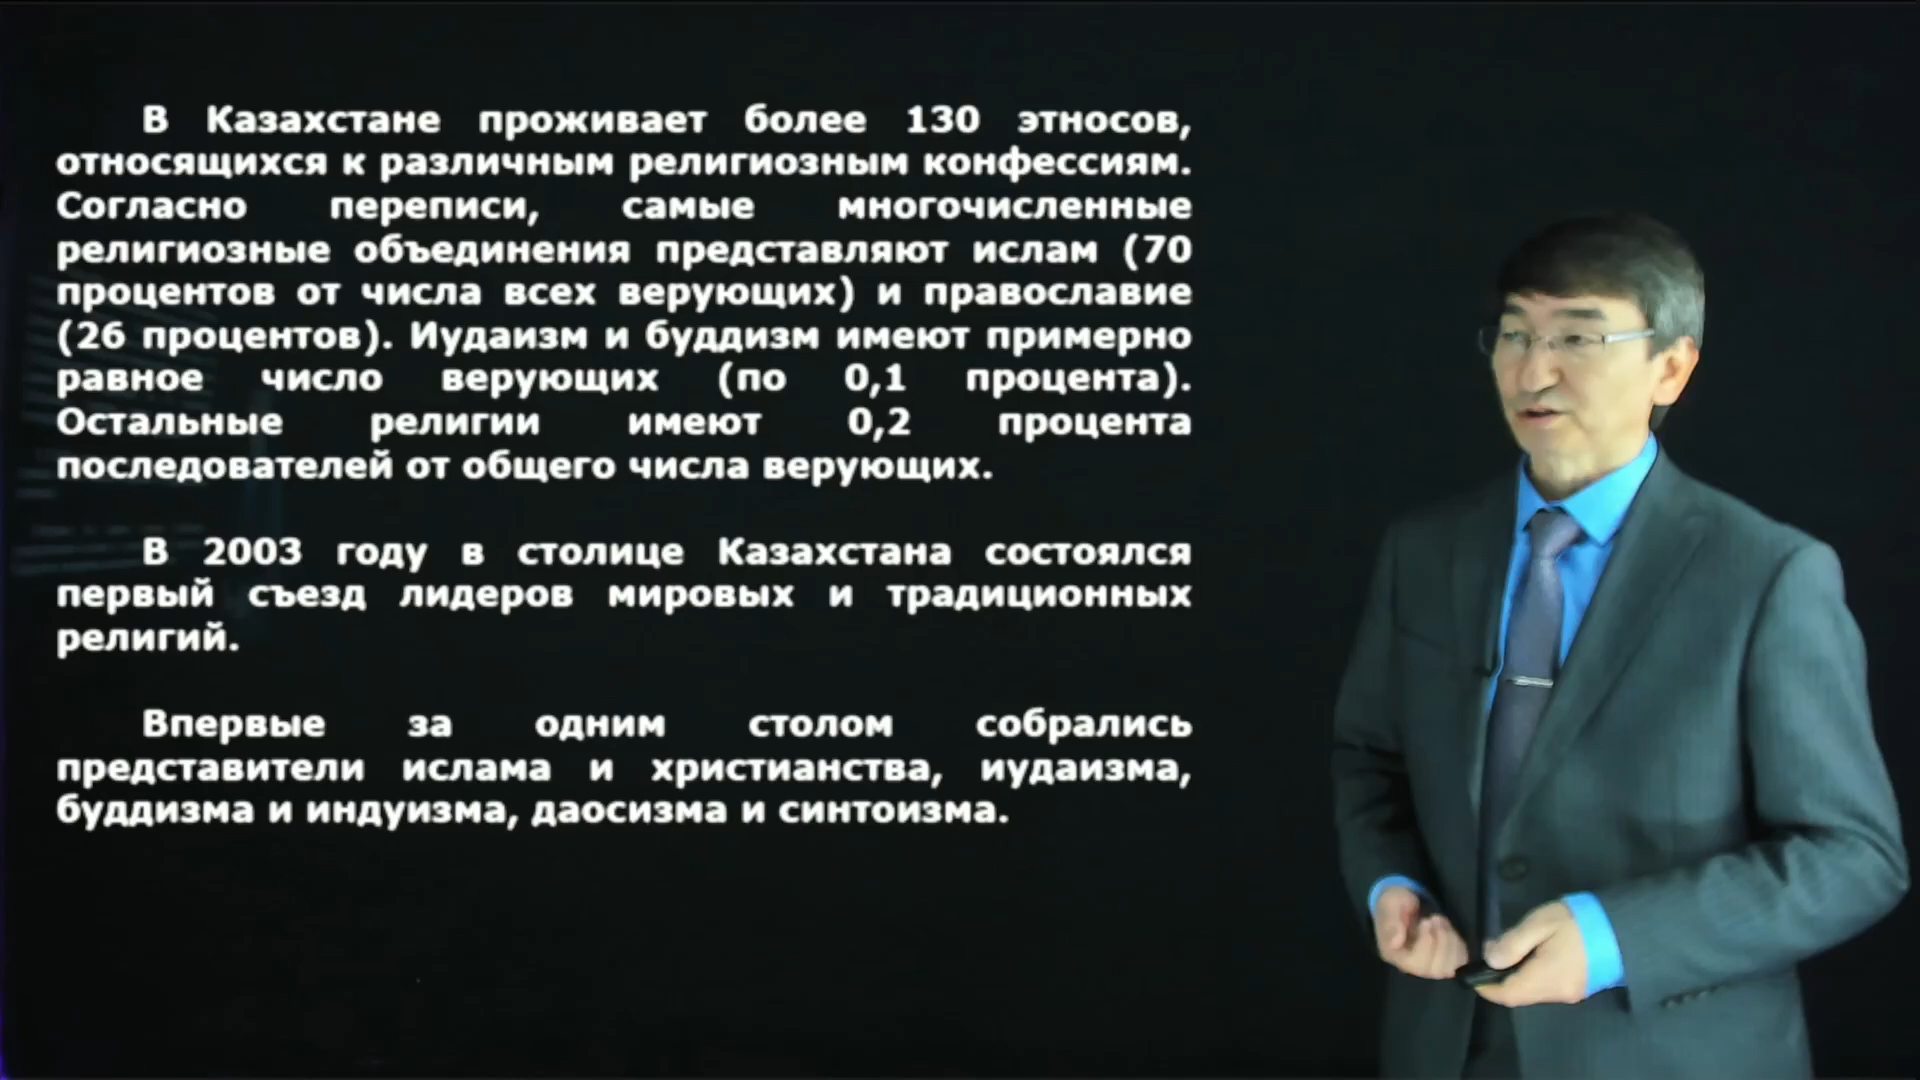 В Казахстане проживает более 130 этносов,
относящихся к различным религиозным конфессиям.
Согласно переписи, самые многочисленные
религиозные объединения представляют ислам (70
процентов от числа всех верующих) и православие
(26 процентов). Иудаизм и буддизм имеют примерно
равное число верующих (по 0,1 процента).
Остальные религии имеют 0,2 процента
последователей от общего числа верующих.
В 2003 году в столице Казахстана состоялся
первый съезд лидеров мировых и традиционных
религий.
Впервые за одним столом собрались
представители ислама и христианства, иудаизма,
буддизма и индуизма, даосизма и синтоизма.